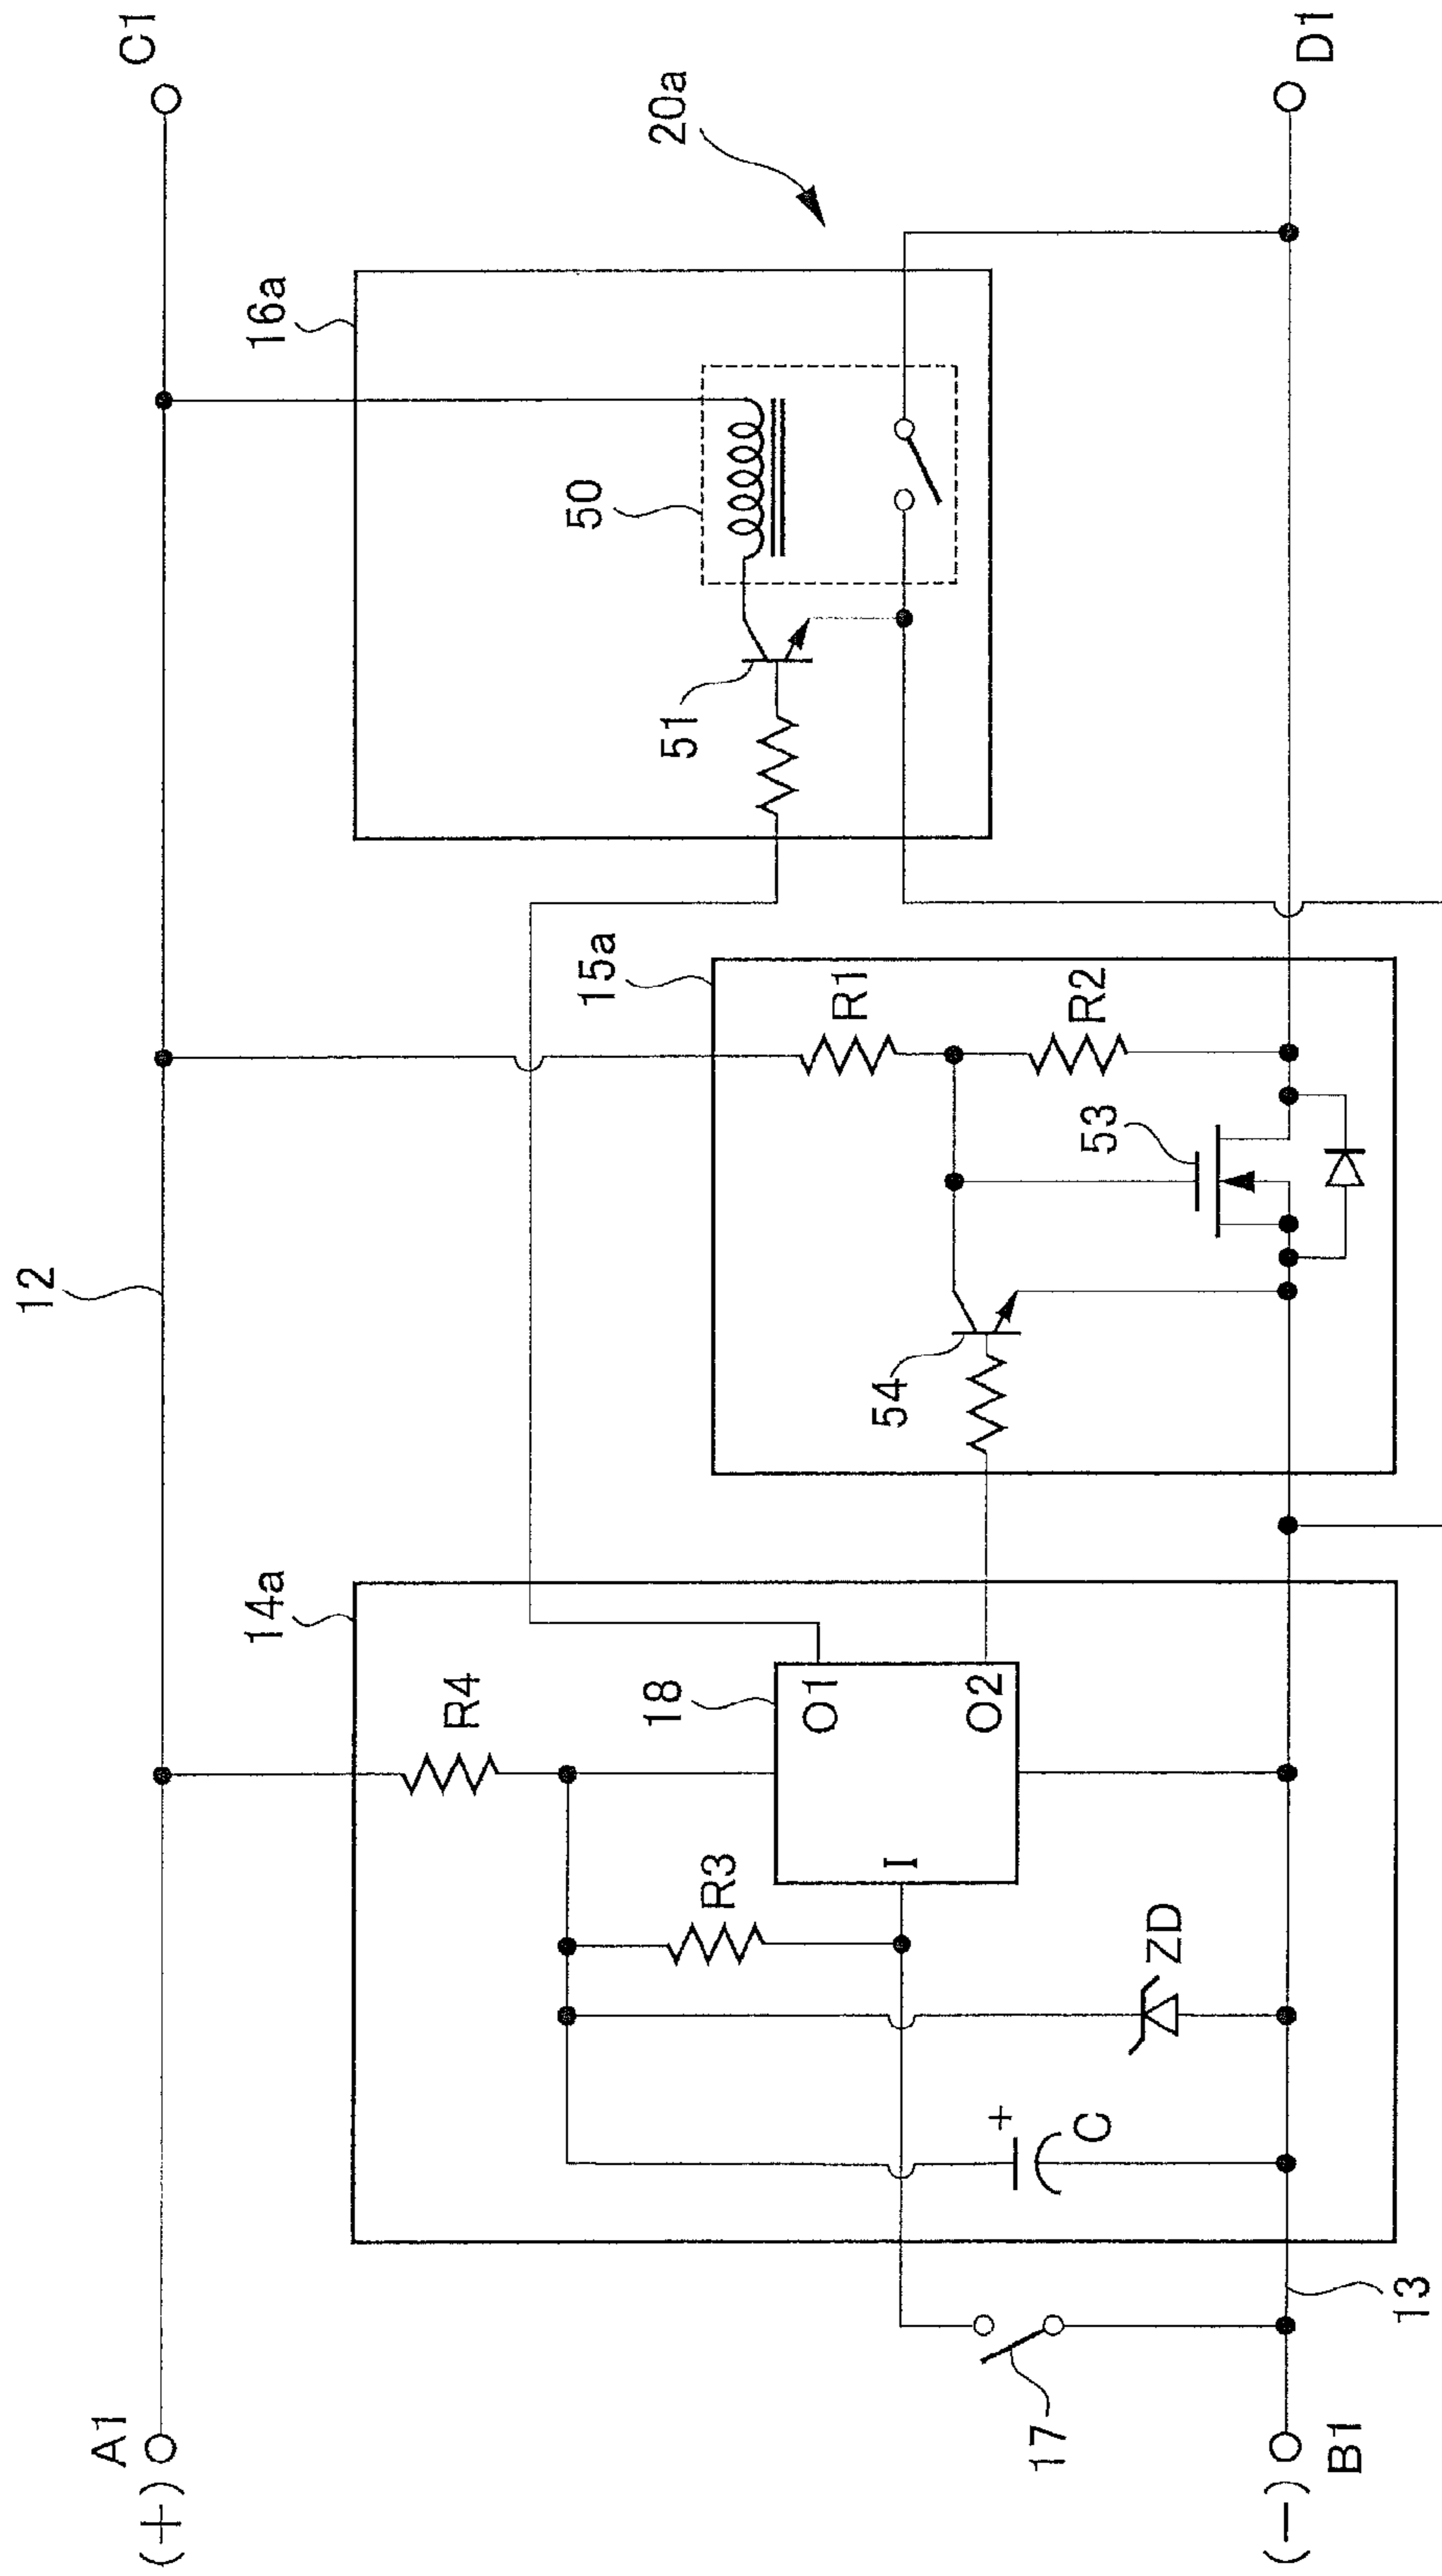 A1
(+)
12
C1
20a
16a
50
51
15a
R1
R2
53
54
14a
R4
18
O1
O2
I
R3
ZD
+
C
17
13
(−)
B1
D1